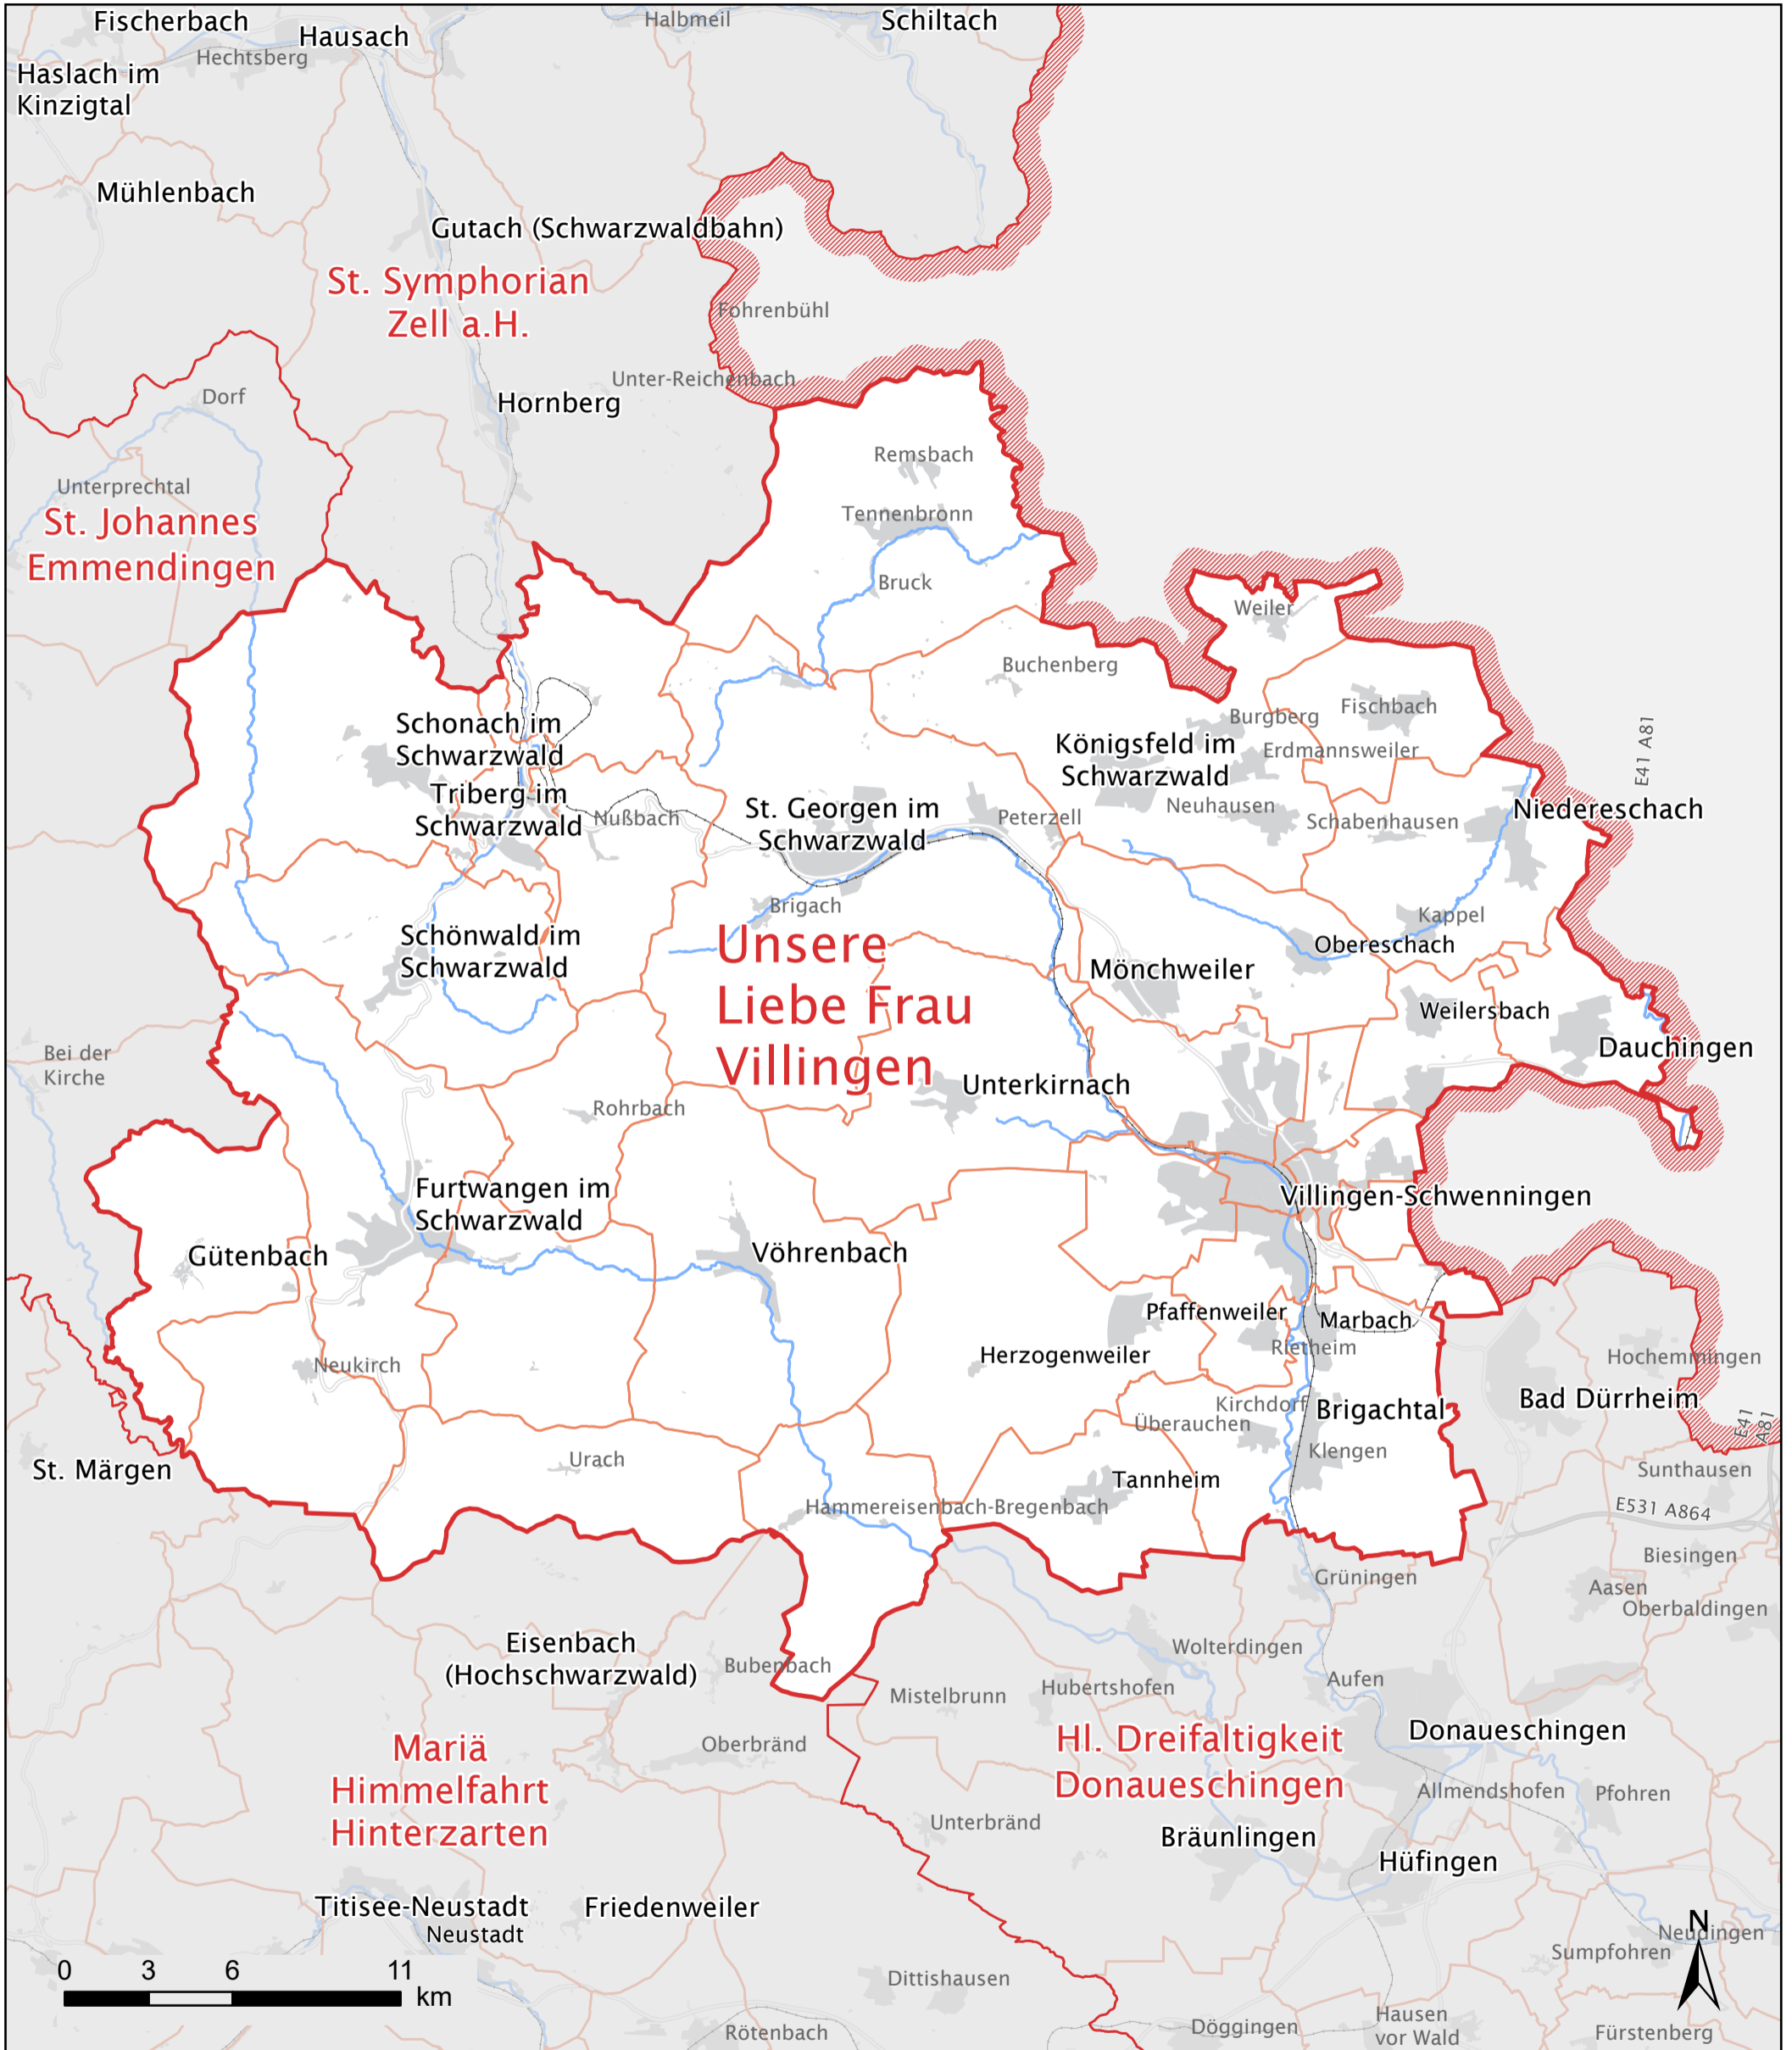 Fischerbach
Hausach
Halbmeil
Schiltach
Hechtsberg
Haslach im
Kinzigtal
Mühlenbach
Gutach (Schwarzwaldbahn)
St. Symphorian
Zell a.H.
Fohrenbühl
Unter-Reichenbach
Dorf
Hornberg
Remsbach
Unterprechtal
Tennenbronn
St. Johannes
Emmendingen
Bruck
Weiler
Buchenberg
Fischbach
Burgberg
Schonach im
Schwarzwald
Königsfeld im
Schwarzwald
Erdmannsweiler
E41 A81
Triberg im
Schwarzwald
Nußbach
St. Georgen im
Schwarzwald
Peterzell
Neuhausen
Schabenhausen
Niedereschach
Brigach
Kappel
Schönwald im
Schwarzwald
Obereschach
Unsere
Liebe Frau
Villingen
Mönchweiler
Weilersbach
Dauchingen
Bei der
Kirche
Unterkirnach
Rohrbach
Furtwangen im
Schwarzwald
Villingen-Schwenningen
Gütenbach
Vöhrenbach
Pfaffenweiler
Marbach
Rietheim
Herzogenweiler
Neukirch
Hochemmingen
Bad Dürrheim
Kirchdorf
Brigachtal
Überauchen
E41
A81
Klengen
Urach
St. Märgen
Tannheim
Sunthausen
Hammereisenbach-Bregenbach
E531 A864
Biesingen
Grüningen
Aasen
Oberbaldingen
Eisenbach
(Hochschwarzwald)
Bubenbach
Wolterdingen
Aufen
Mistelbrunn
Hubertshofen
Mariä
Himmelfahrt
Hinterzarten
Oberbränd
Hl. Dreifaltigkeit
Donaueschingen
Donaueschingen
Allmendshofen
Pfohren
Unterbränd
Bräunlingen
Hüfingen
Titisee-Neustadt
Neustadt
Friedenweiler
N
Neudingen
Sumpfohren
0 3 6 11
km
Dittishausen
Rötenbach
Döggingen
Hausen
vor Wald
Fürstenberg